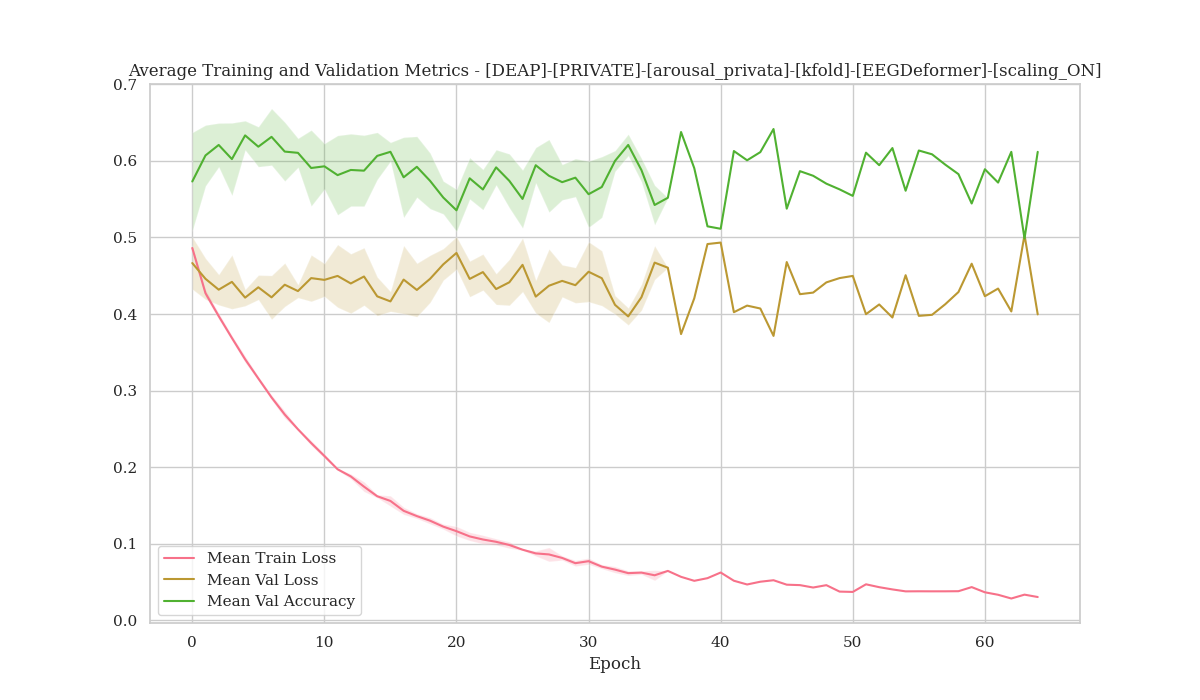 Average Training and Validation Metrics - [DEAP]-[PRIVATE]-[arousal_privata]-[kfold]-[EEGDeformer]-[scaling_ON]
0.7
0.6
0.5
0.4
0.3
0.2
0.1
0.0
Mean Train Loss
Mean Val Loss
Mean Val Accuracy
0 10 20 30 40 50 60
Epoch